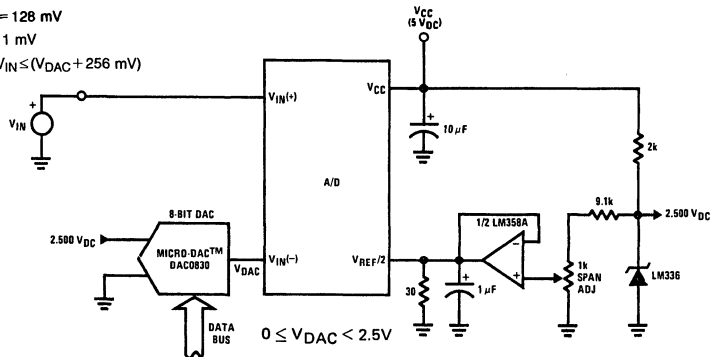 = 128 mV
1 mV
VIN ≤ (VDAC + 256 mV)
VCC
(5 VDC)
VIN(+)
VCC
+
VIN
+
10 μF
2k
A/D
9.1k
8-BIT DAC
1/2 LM358A
2.500 VDC
2.500 VDC
MICRO-DAC™
DAC0830
VDAC
VIN(–)
VREF/2
–
+
1k
SPAN
ADJ
LM336
30
+
1 μF
DATA
BUS
0 ≤ VDAC < 2.5V